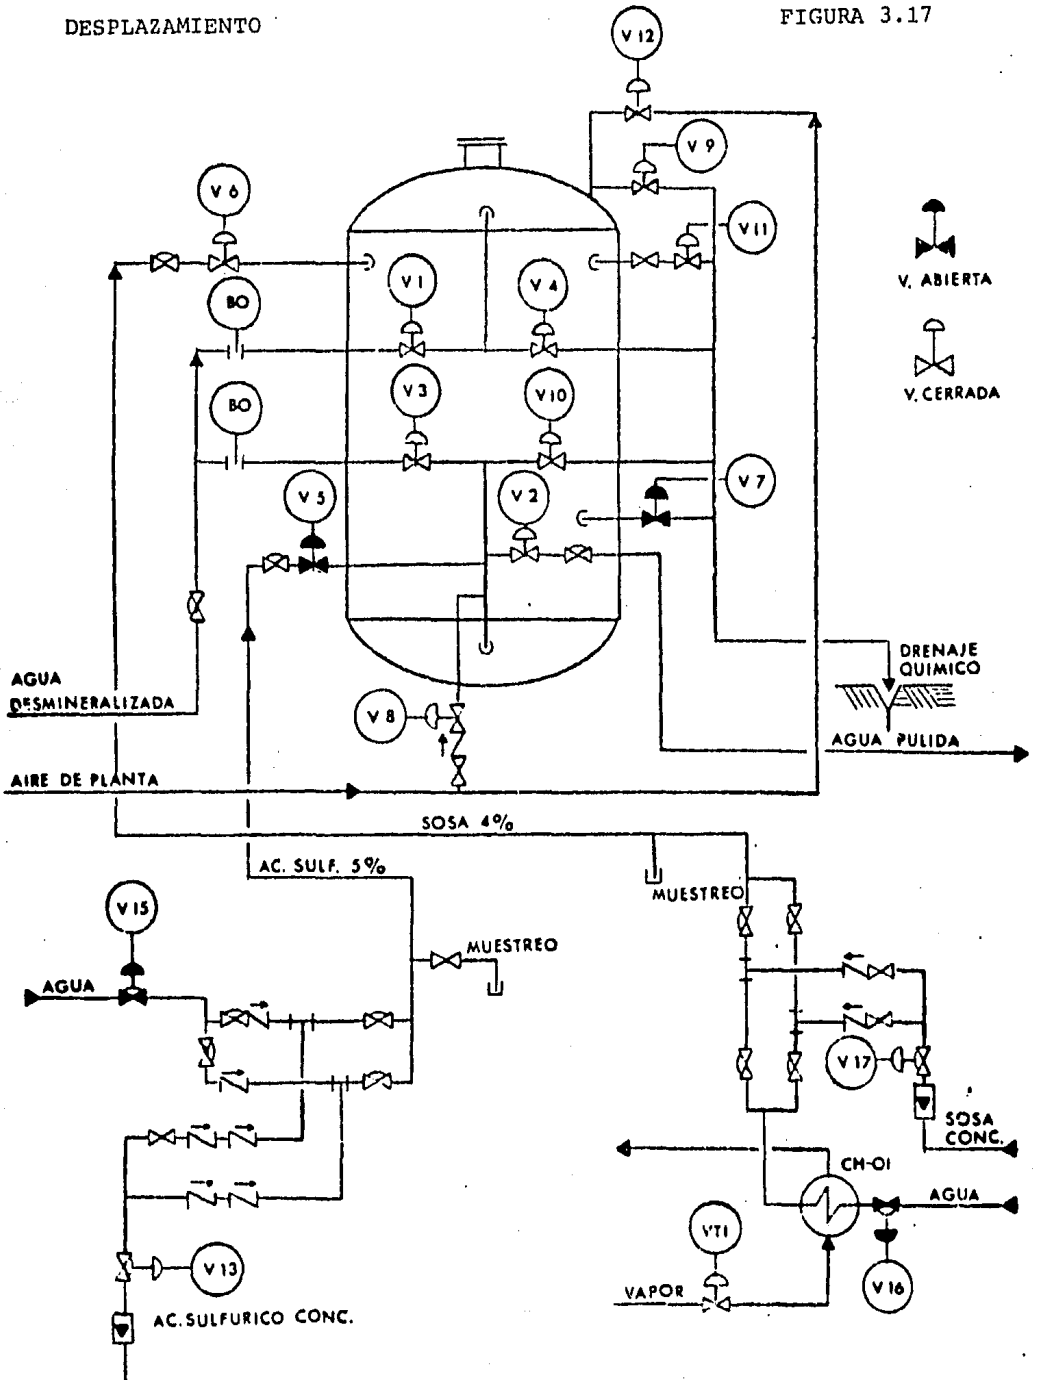 DESPLAZAMIENTO
FIGURA 3.17
V 12
V 9
V 6
V 11
V. ABIERTA
BO
V 1
V 4
V. CERRADA
BO
V 3
V 10
V 5
V 2
V 7
DRENAJE
QUIMICO
AGUA
DESMINERALIZADA
V 8
AGUA PULIDA
AIRE DE PLANTA
SOSA 4%
AC. SULF. 5%
MUESTREO
V 15
MUESTREO
AGUA
V 17
SOSA
CONC.
CH-01
AGUA
VT1
V 13
VAPOR
V 16
AC. SULFURICO CONC.